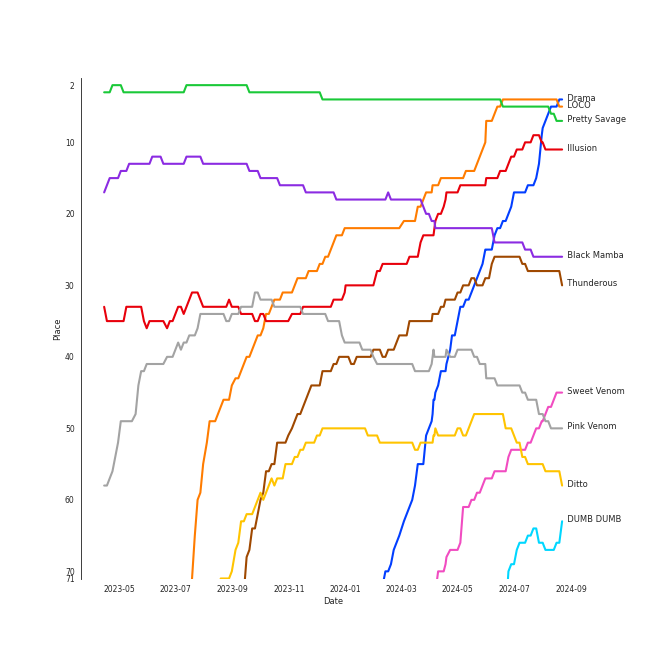 2
10
20
30
40
50
60
70
71
Place
2023-05
2023-07
2023-09
2023-11
2024-01
2024-03
2024-05
2024-07
2024-09
Date
Drama
LOCO
Pretty Savage
Illusion
Black Mamba
Thunderous
Sweet Venom
Pink Venom
Ditto
DUMB DUMB